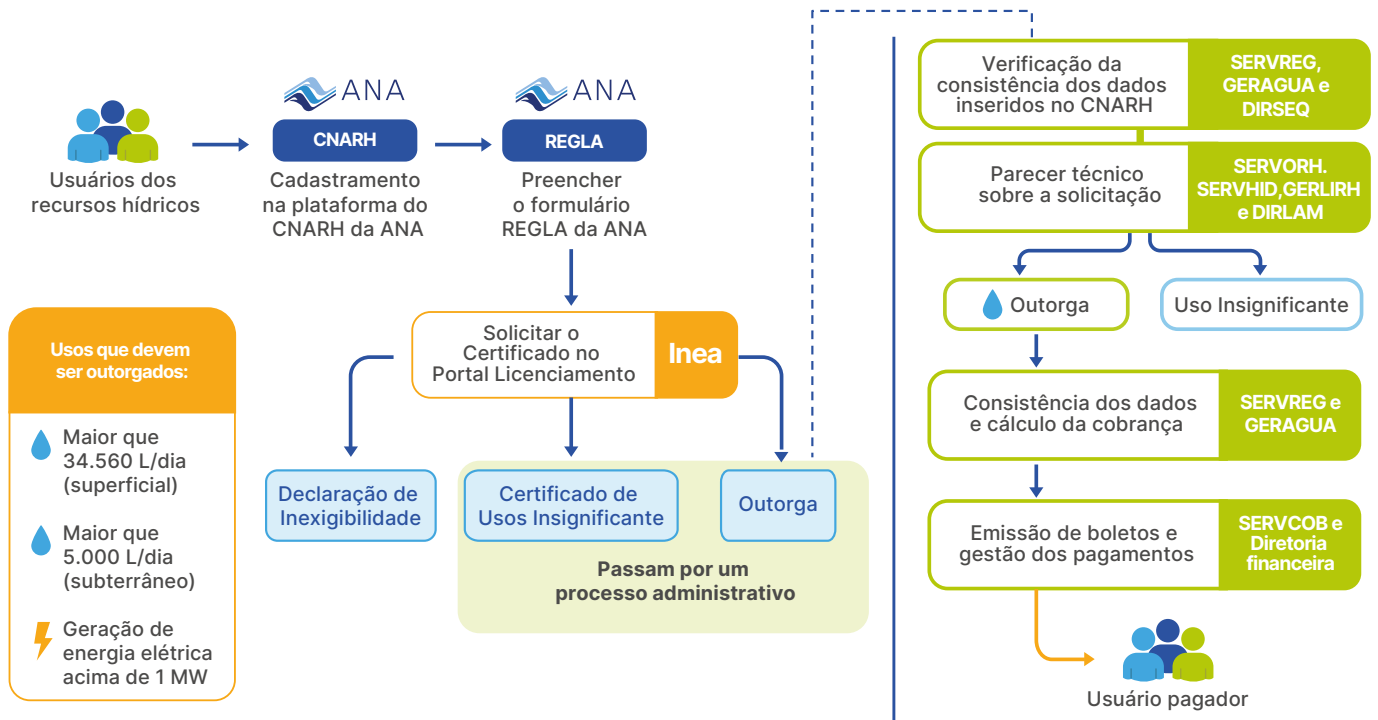 ANA
CNARH
ANA
REGLA
Usuários dos
recursos hídricos
Cadastramento
na plataforma do
CNARH da ANA
Preencher
o formulário
REGLA da ANA
Usos que devem
ser outorgados:
Maior que
34.560 L/dia
(superficial)
Maior que
5.000 L/dia
(subterrâneo)
Geração de
energia elétrica
acima de 1 MW
Solicitar o
Certificado no
Portal Licenciamento
Inea
Declaração de
Inexigibilidade
Certificado de
Usos Insignificante
Outorga
Passam por um
processo administrativo
Verificação da
consistência dos dados
inseridos no CNARH
SERVREG,
GERAGUA e
DIRSEQ
Parecer técnico
sobre a solicitação
SERVORH.
SERVHID,GERLIRH
e DIRLAM
Outorga
Uso Insignificante
Consistência dos dados
e cálculo da cobrança
SERVREG e
GERAGUA
Emissão de boletos e
gestão dos pagamentos
SERVCOB e
Diretoria
financeira
Usuário pagador